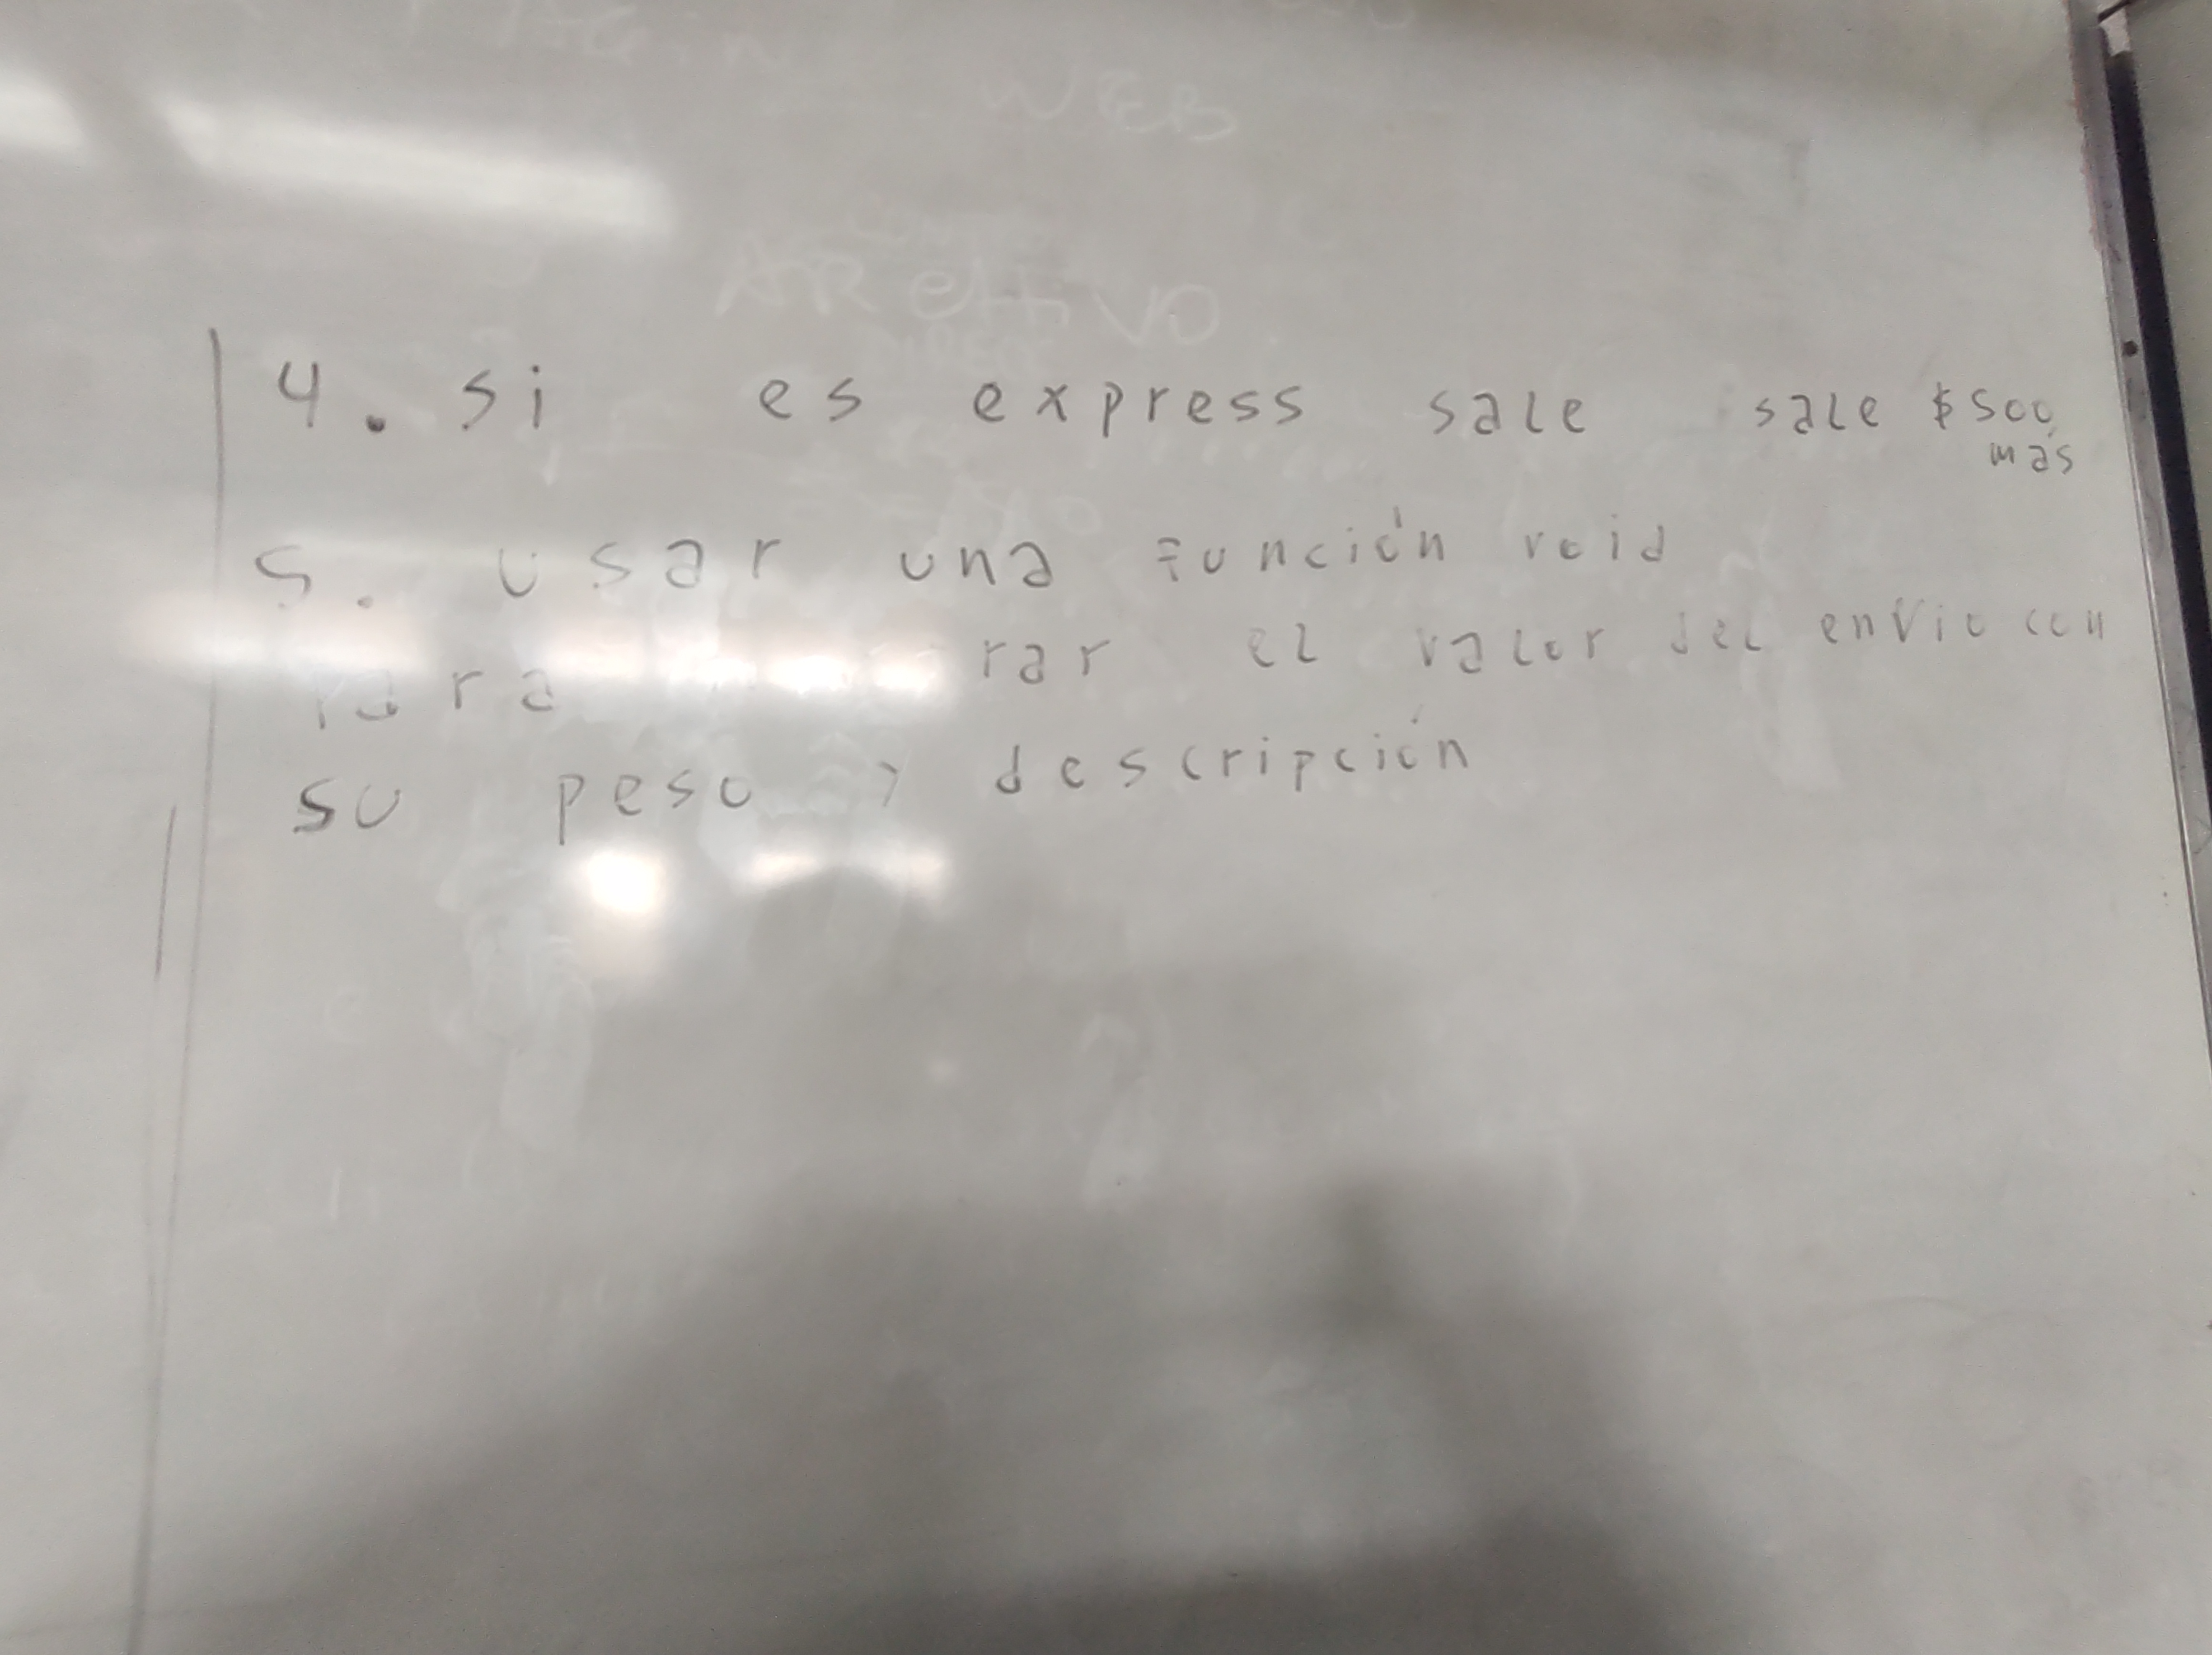 WEB
4. si es express sale sale $500
más
5. usar una función void
para rar el valor del envio con
su peso y descripción